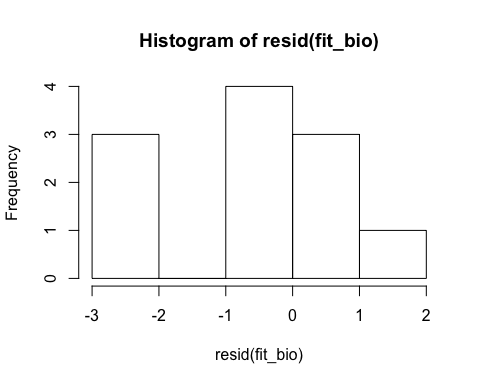 Histogram of resid(fit_bio)
Frequency
4
3
2
1
0
-3 -2 -1 0 1 2
resid(fit_bio)